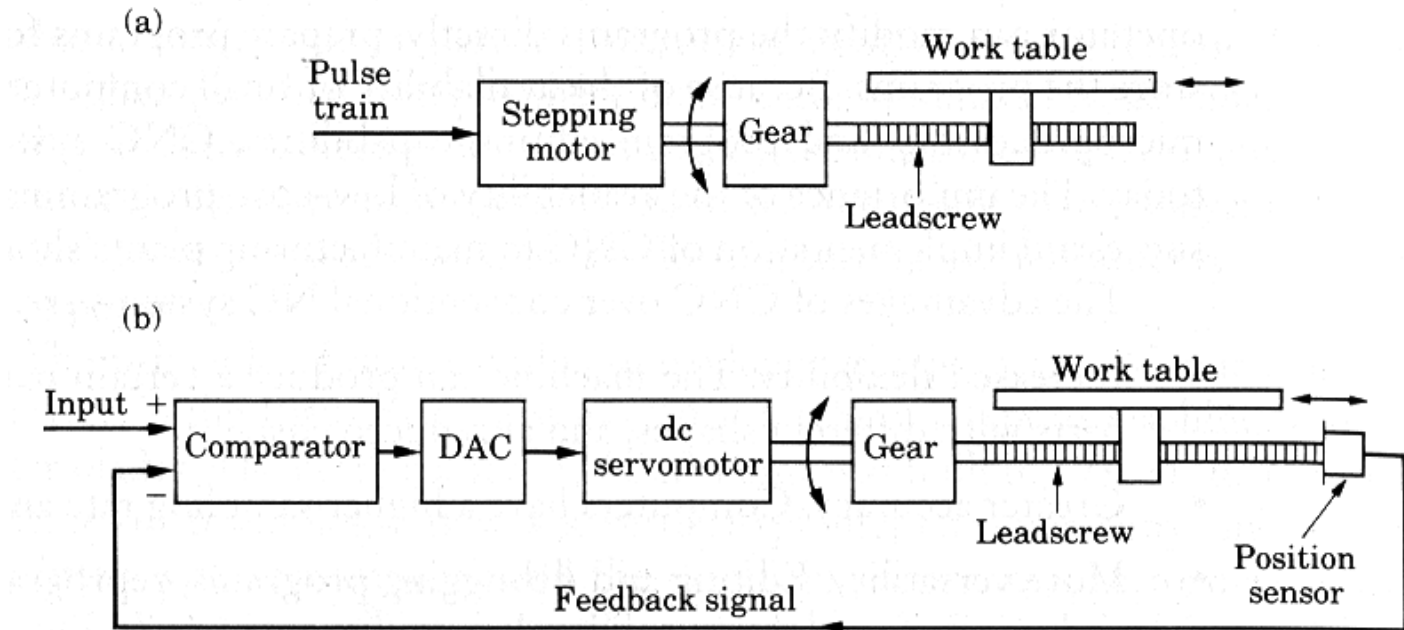 (a)
Work table
Pulse
train
Stepping
motor
Gear
Leadscrew
(b)
Work table
Input +
Comparator
DAC
dc
servomotor
Gear
−
Leadscrew
Position
sensor
Feedback signal